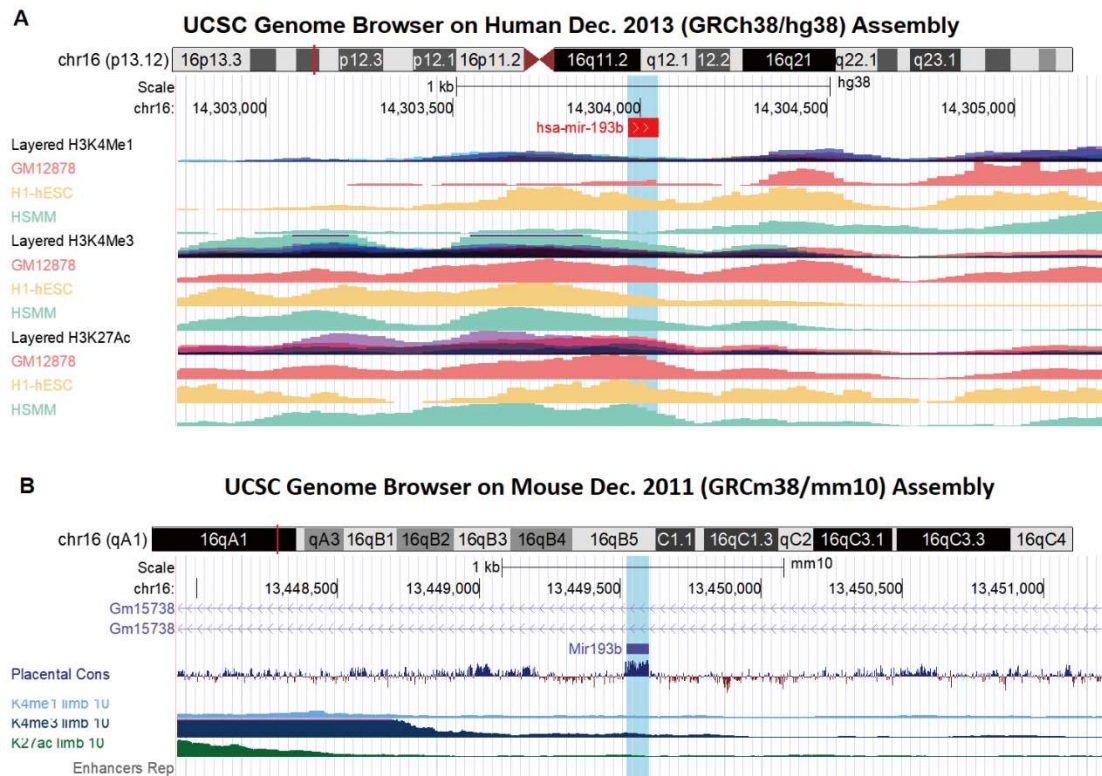 A
UCSC Genome Browser on Human Dec. 2013 (GRCh38/hg38) Assembly
chr16 (p13.12) 16p13.3 p12.3 p12.1 16p11.2 16q11.2 q12.1 12.2 16q21 q22.1 q23.1
Scale 1 kb hg38
chr16: 14,303,000 14,303,500 14,304,000 14,304,500 14,305,000
hsa-mir-193b
Layered H3K4Me1
GM12878
H1-hESC
HSMM
Layered H3K4Me3
GM12878
H1-hESC
HSMM
Layered H3K27Ac
GM12878
H1-hESC
HSMM
B
UCSC Genome Browser on Mouse Dec. 2011 (GRCm38/mm10) Assembly
chr16 (qA1) 16qA1 qA3 16qB1 16qB2 16qB3 16qB4 16qB5 C1.1 16qC1.3 qC2 16qC3.1 16qC3.3 16qC4
Scale 1 kb mm10
chr16: 13,448,500 13,449,000 13,449,500 13,450,000 13,450,500 13,451,000
Gm15738
Gm15738
Mir193b
Placental Cons
K4me1 limb 10
K4me3 limb 10
K27ac limb 10
Enhancers Rep